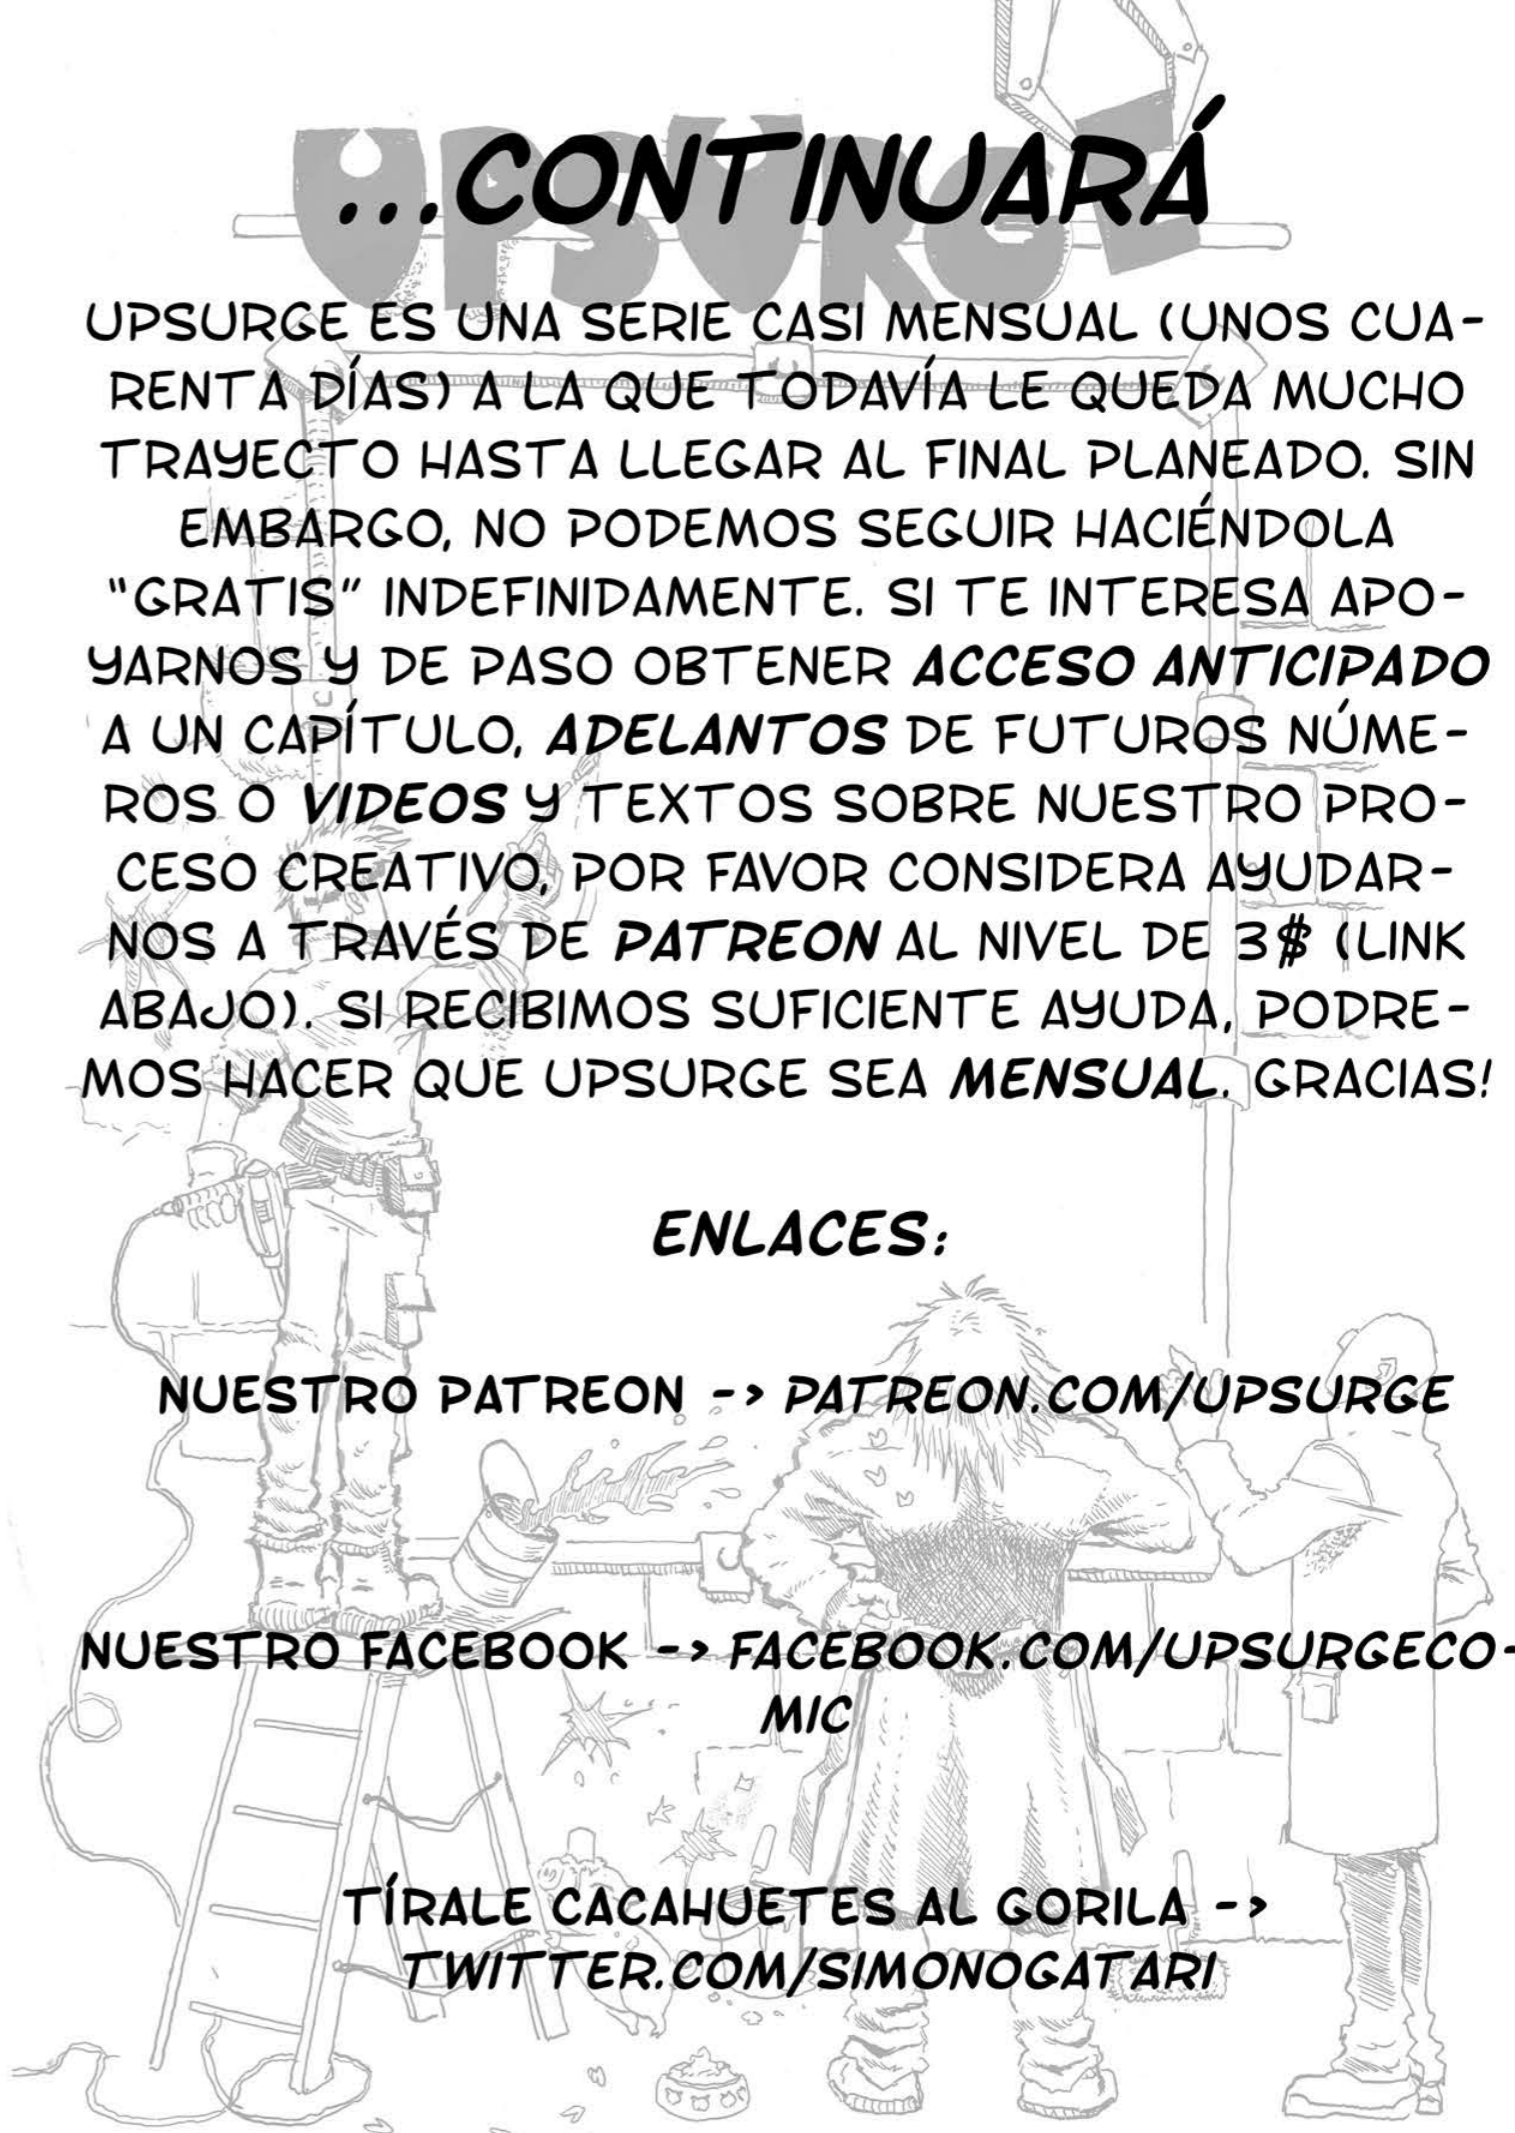 UPSURGE
...CONTINUARÁ
UPSURGE ES UNA SERIE CASI MENSUAL (UNOS CUA-
RENTA DÍAS) A LA QUE TODAVÍA LE QUEDA MUCHO
TRAYECTO HASTA LLEGAR AL FINAL PLANEADO. SIN
EMBARGO, NO PODEMOS SEGUIR HACIÉNDOLA
"GRATIS" INDEFINIDAMENTE. SI TE INTERESA APO-
YARNOS Y DE PASO OBTENER ACCESO ANTICIPADO
A UN CAPÍTULO, ADELANTOS DE FUTUROS NÚME-
ROS O VIDEOS Y TEXTOS SOBRE NUESTRO PRO-
CESO CREATIVO, POR FAVOR CONSIDERA AYUDAR-
NOS A TRAVÉS DE PATREON AL NIVEL DE 3$ (LINK
ABAJO). SI RECIBIMOS SUFICIENTE AYUDA, PODRE-
MOS HACER QUE UPSURGE SEA MENSUAL. GRACIAS!
ENLACES:
NUESTRO PATREON -> PATREON.COM/UPSURGE
NUESTRO FACEBOOK -> FACEBOOK.COM/UPSURGECO-
MIC
TÍRALE CACAHUETES AL GORILA ->
TWITTER.COM/SIMONOGATARI